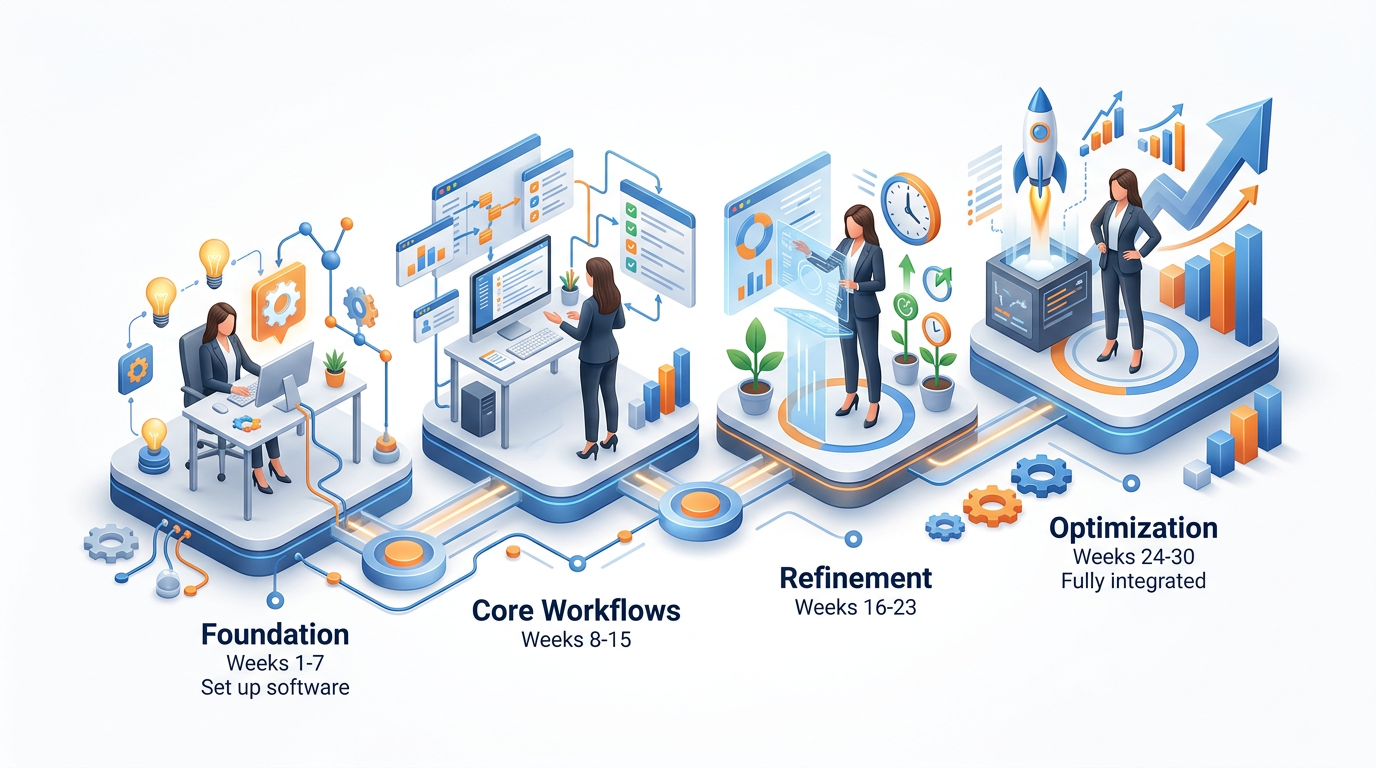 Foundation
Weeks 1-7
Set up software
Core Workflows
Weeks 8-15
Refinement
Weeks 16-23
Optimization
Weeks 24-30
Fully integrated